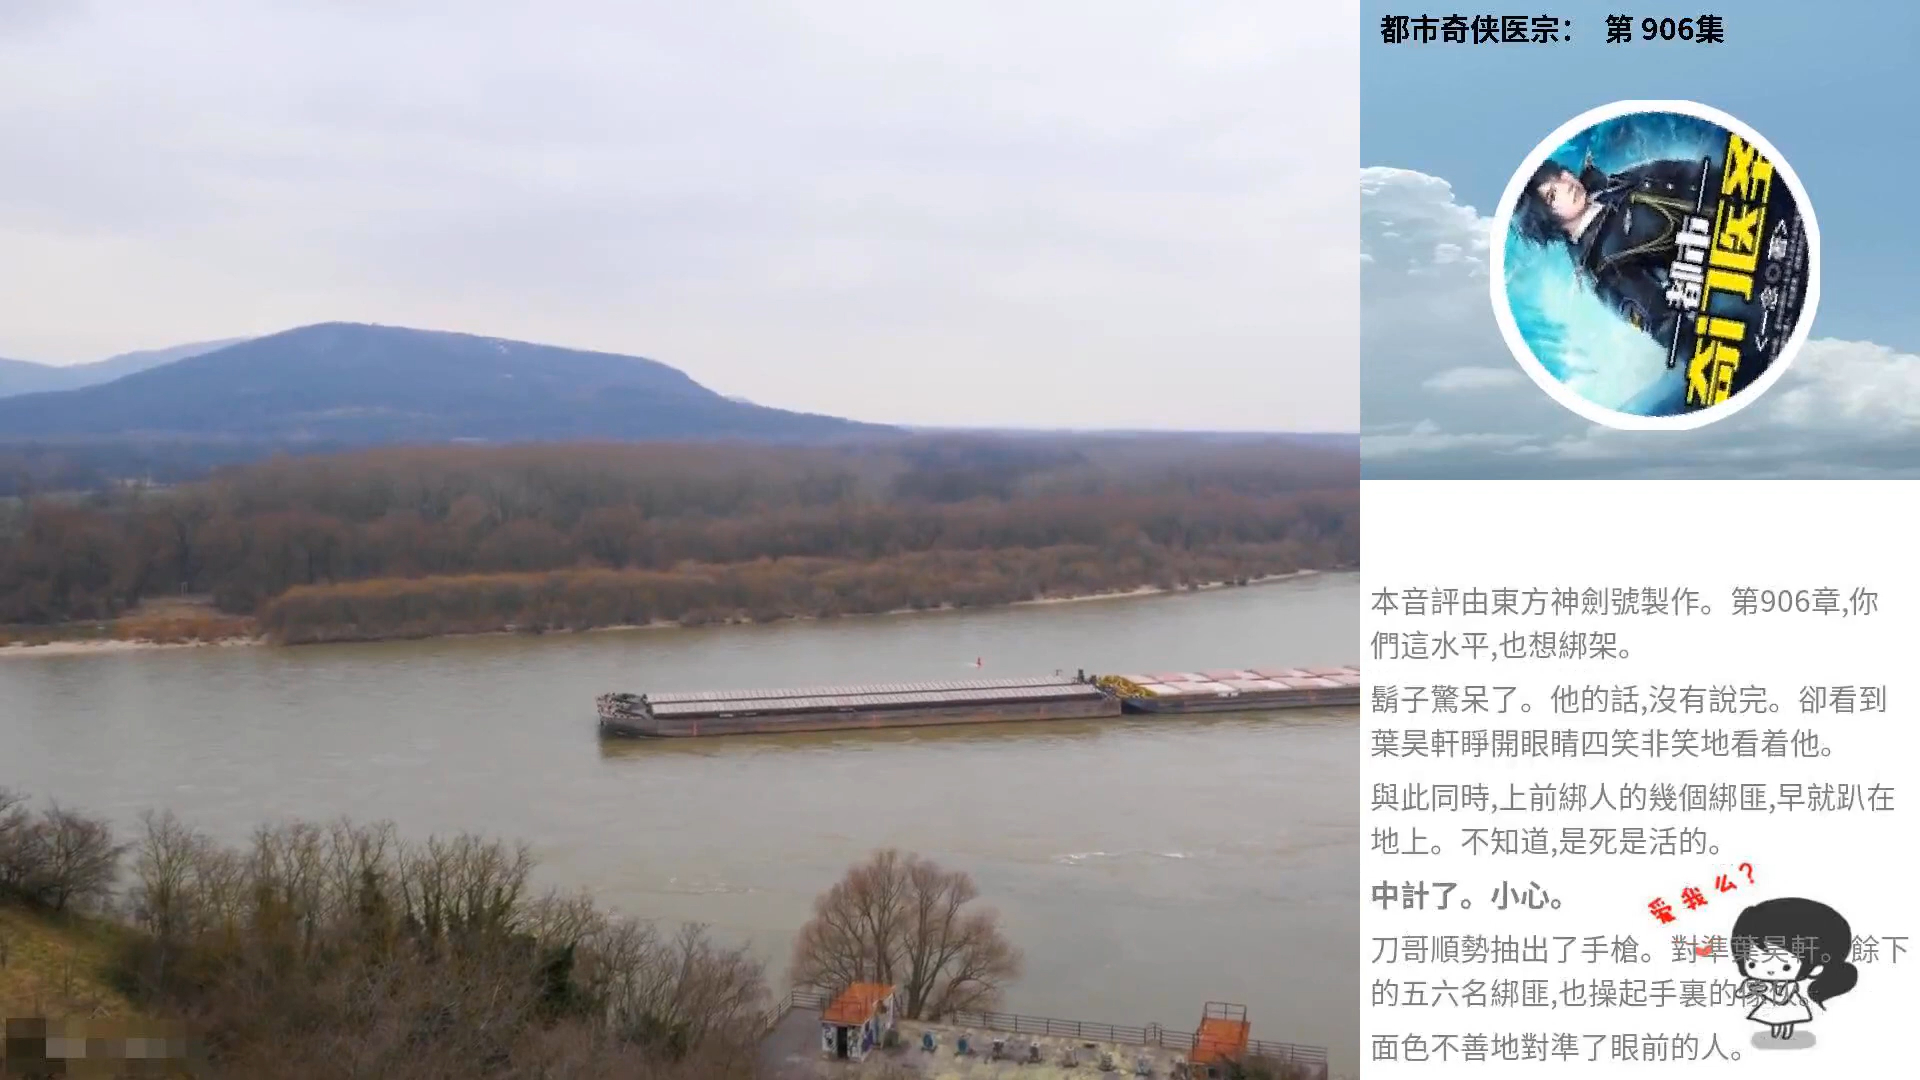 都市奇侠医宗： 第 906集
都市
奇门医圣
本音評由東方神劍號製作。第906章,你
們這水平,也想綁架。
鬍子驚呆了。他的話,沒有說完。卻看到
葉昊軒睜開眼睛四笑非笑地看着他。
與此同時,上前綁人的幾個綁匪,早就趴在
地上。不知道,是死是活的。
中計了。小心。
爱我么?
刀哥順勢抽出了手槍。對準葉昊軒。餘下
的五六名綁匪,也操起手裏的傢伙。
面色不善地對準了眼前的人。